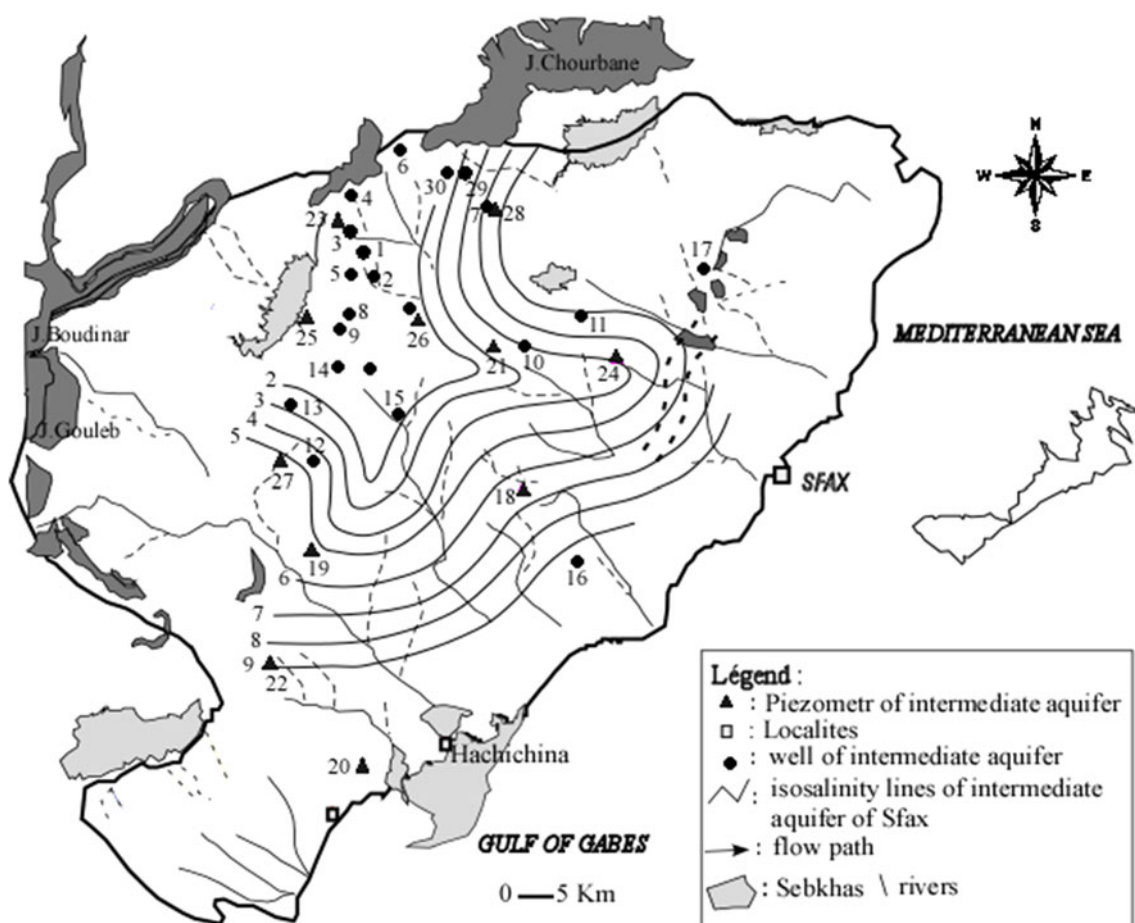 J.Chourbane
N
W E
S
6
30
29
4
23
7
28
3
1
17
5
2
8
11
25
26
9
MEDITERRANEAN SEA
J.Boudinar
21
10
24
14
2
15
3
13
4
J.Gouleb
5
12
27
18
SFAX
19
16
6
7
8
9
22
Hachichina
20
GULF OF GABES
0 5 Km
Légend :
: Piezometr of intermediate aquifer
: Localites
: well of intermediate aquifer
: isosalinity lines of intermediate
aquifer of Sfax
: flow path
: Sebkhas \ rivers